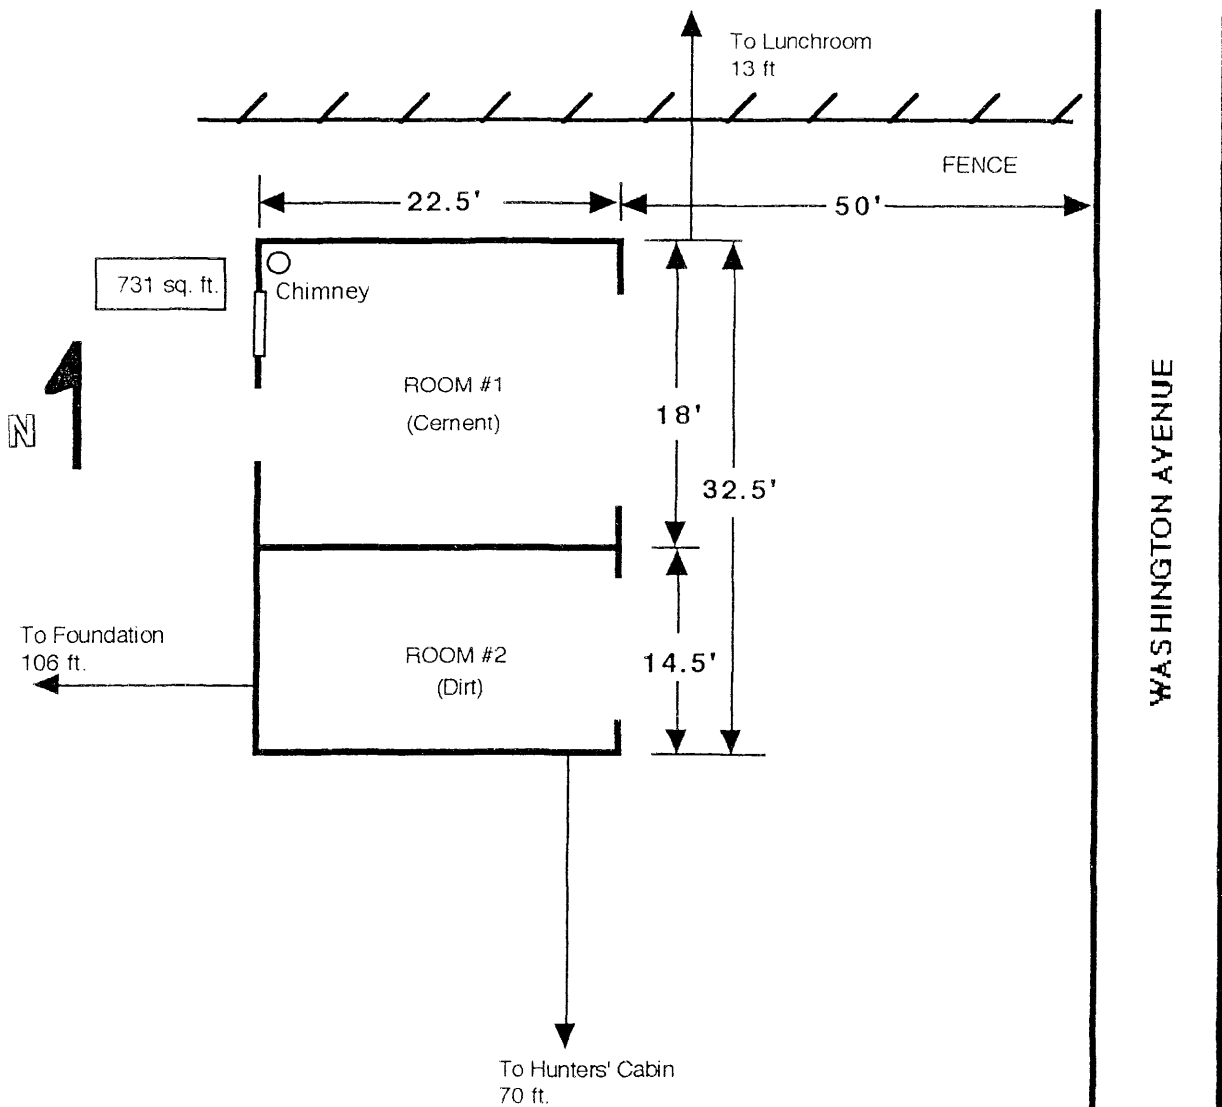 To Lunchroom
13 ft
FENCE
22.5'
50'
731 sq. ft.
Chimney
N
ROOM #1
(Cement)
18'
32.5'
WASHINGTON AVENUE
To Foundation
106 ft.
ROOM #2
(Dirt)
14.5'
To Hunters' Cabin
70 ft.